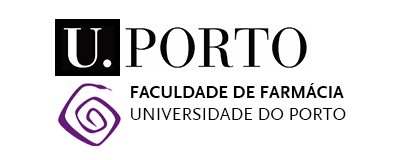 U. PORTO
FACULDADE DE FARMÁCIA
UNIVERSIDADE DO PORTO